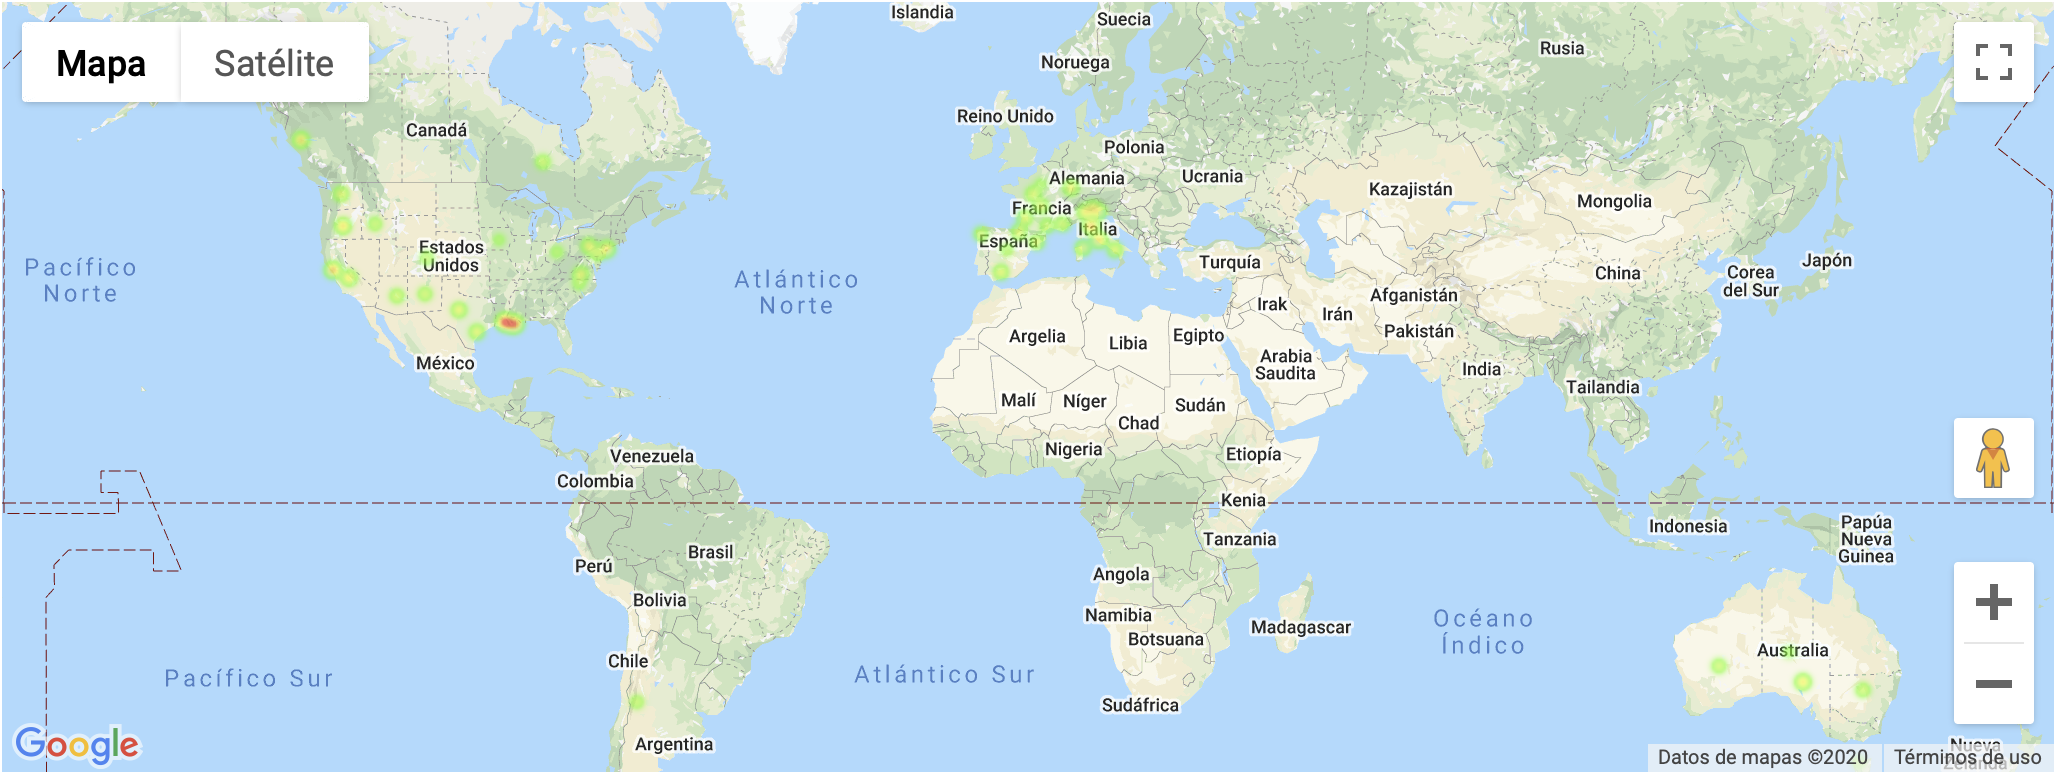 Mapa
Satélite
Islandia
Suecia
Noruega
Rusia
Reino Unido
Canadá
Polonia
Alemania
Ucrania
Kazajistán
Mongolia
Francia
Italia
España
Estados
Unidos
Pacífico
Norte
Atlántico
Norte
Turquía
China
Corea
del Sur
Japón
Irak
Irán
Afganistán
Pakistán
Argelia
Libia
Egipto
México
Arabia
Saudita
India
Tailandia
Malí
Níger
Chad
Sudán
Nigeria
Etiopía
Venezuela
Colombia
Kenia
Indonesia
Papúa
Nueva
Guinea
Tanzania
Brasil
Perú
Angola
Bolivia
Namibia
Botsuana
Madagascar
Océano
Índico
Chile
Australia
Pacífico Sur
Atlántico Sur
Sudáfrica
Argentina
Nueva
Zelanda
Google
Datos de mapas ©2020
Términos de uso